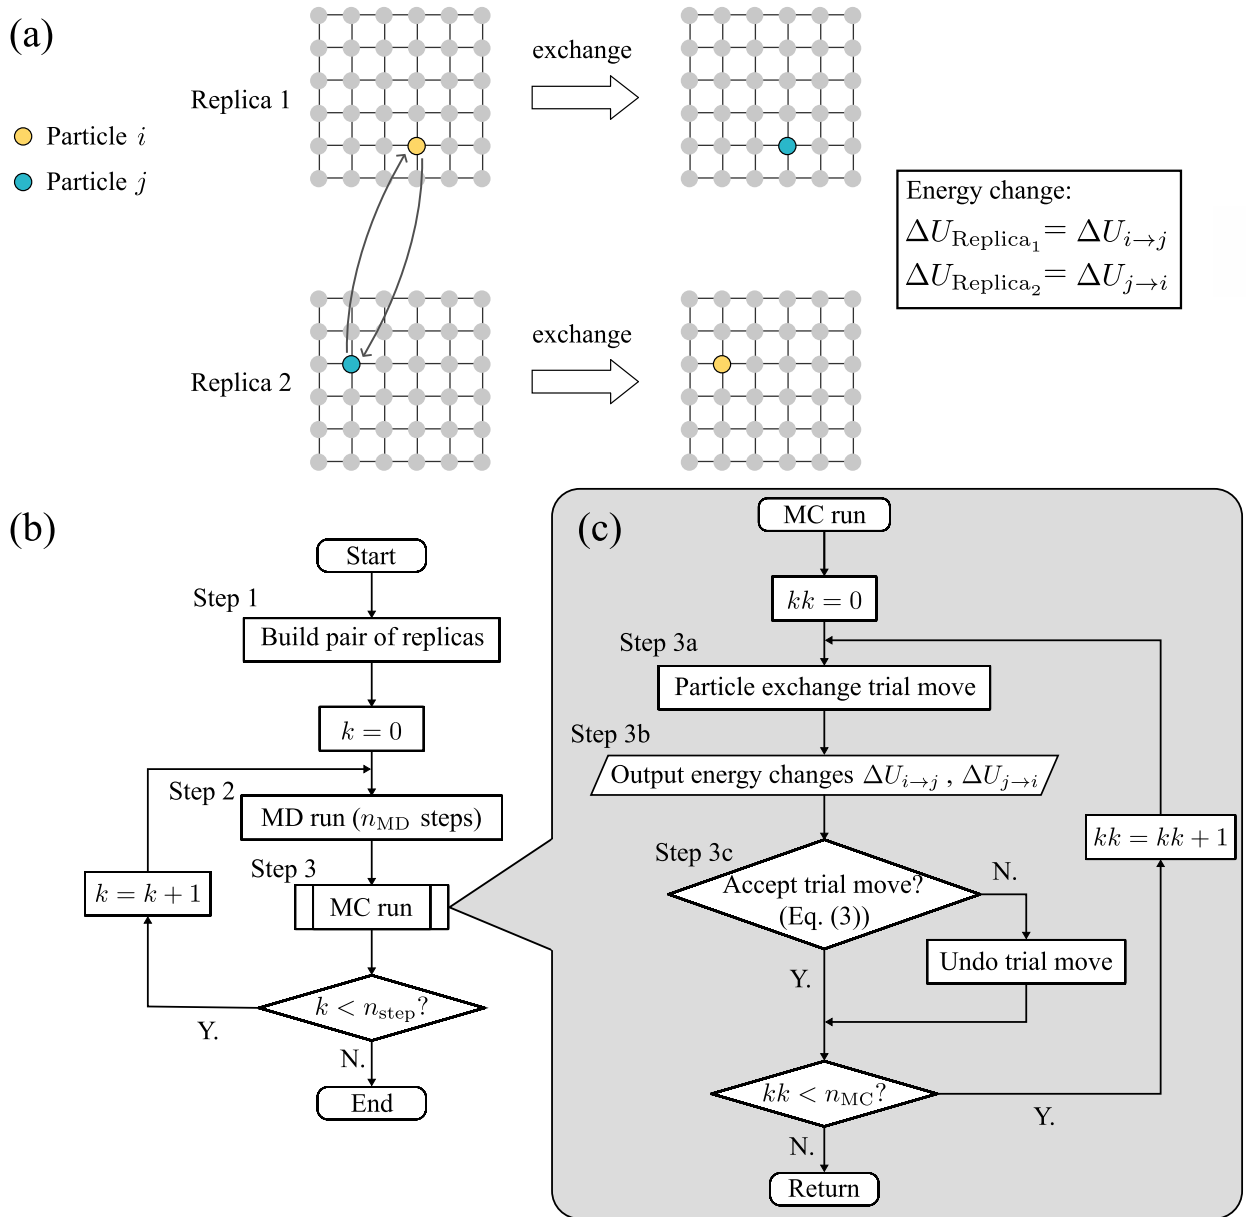 (a)
exchange
Replica 1
Particle i
Particle j
Energy change:
ΔU_Replica₁ = ΔU_i→j
ΔU_Replica₂ = ΔU_j→i
exchange
Replica 2
(b)
Start
Step 1
Build pair of replicas
k = 0
Step 2
MD run (n_MD steps)
Step 3
k = k + 1
MC run
k < n_step?
Y.
N.
End
(c)
MC run
kk = 0
Step 3a
Particle exchange trial move
Step 3b
Output energy changes ΔU_i→j , ΔU_j→i
kk = kk + 1
Step 3c
Accept trial move?
(Eq. (3))
N.
Undo trial move
Y.
kk < n_MC?
Y.
N.
Return